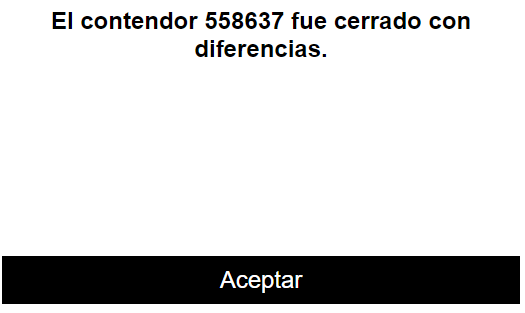 El contendor 558637 fue cerrado con
diferencias.
Aceptar